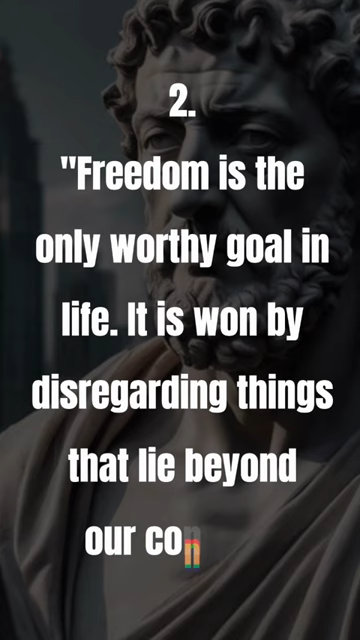 2.
"Freedom is the
only worthy goal in
life. It is won by
disregarding things
that lie beyond
our con